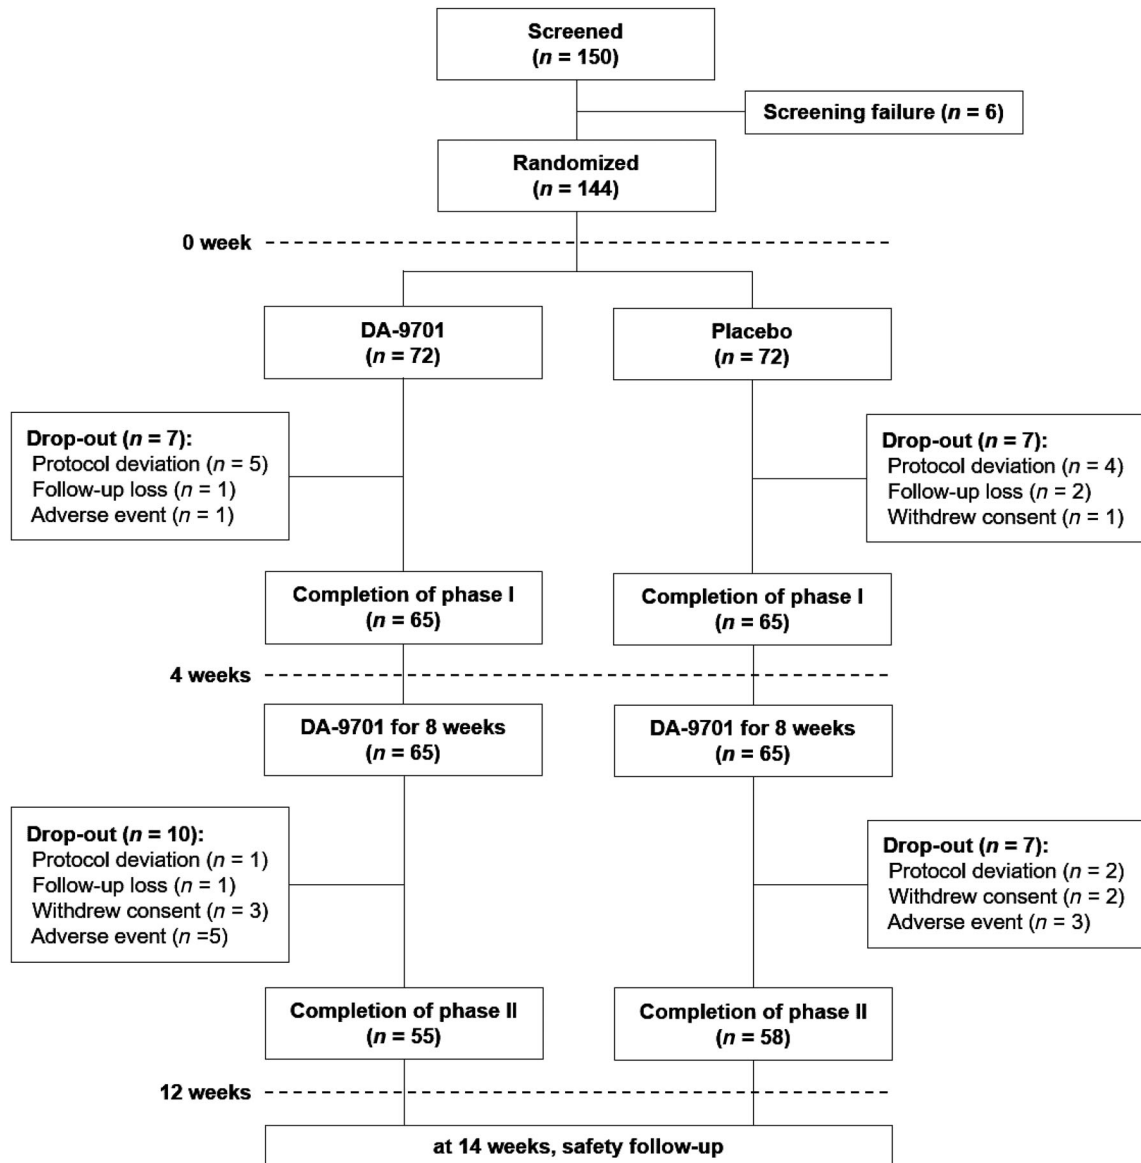 Screened
(n = 150)
Screening failure (n = 6)
Randomized
(n = 144)
0 week
DA-9701
(n = 72)
Placebo
(n = 72)
Drop-out (n = 7):
Protocol deviation (n = 5)
Follow-up loss (n = 1)
Adverse event (n = 1)
Drop-out (n = 7):
Protocol deviation (n = 4)
Follow-up loss (n = 2)
Withdrew consent (n = 1)
Completion of phase I
(n = 65)
Completion of phase I
(n = 65)
4 weeks
DA-9701 for 8 weeks
(n = 65)
DA-9701 for 8 weeks
(n = 65)
Drop-out (n = 10):
Protocol deviation (n = 1)
Follow-up loss (n = 1)
Withdrew consent (n = 3)
Adverse event (n =5)
Drop-out (n = 7):
Protocol deviation (n = 2)
Withdrew consent (n = 2)
Adverse event (n = 3)
Completion of phase II
(n = 55)
Completion of phase II
(n = 58)
12 weeks
at 14 weeks, safety follow-up